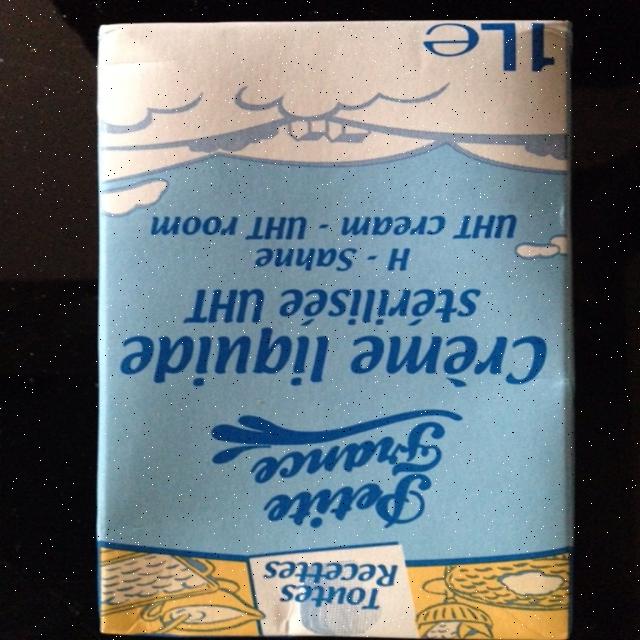 Toutes
Recettes
Petite
France
Crème liquide
stérilisée UHT
H - Sahne
UHT cream - UHT room
1Le